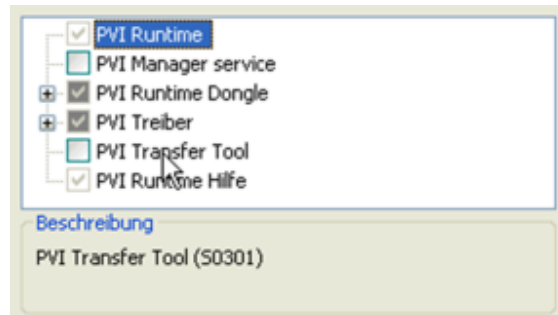 PVI Runtime
PVI Manager service
PVI Runtime Dongle
PVI Treiber
PVI Transfer Tool
PVI Runtime Hilfe
Beschreibung
PVI Transfer Tool (S0301)